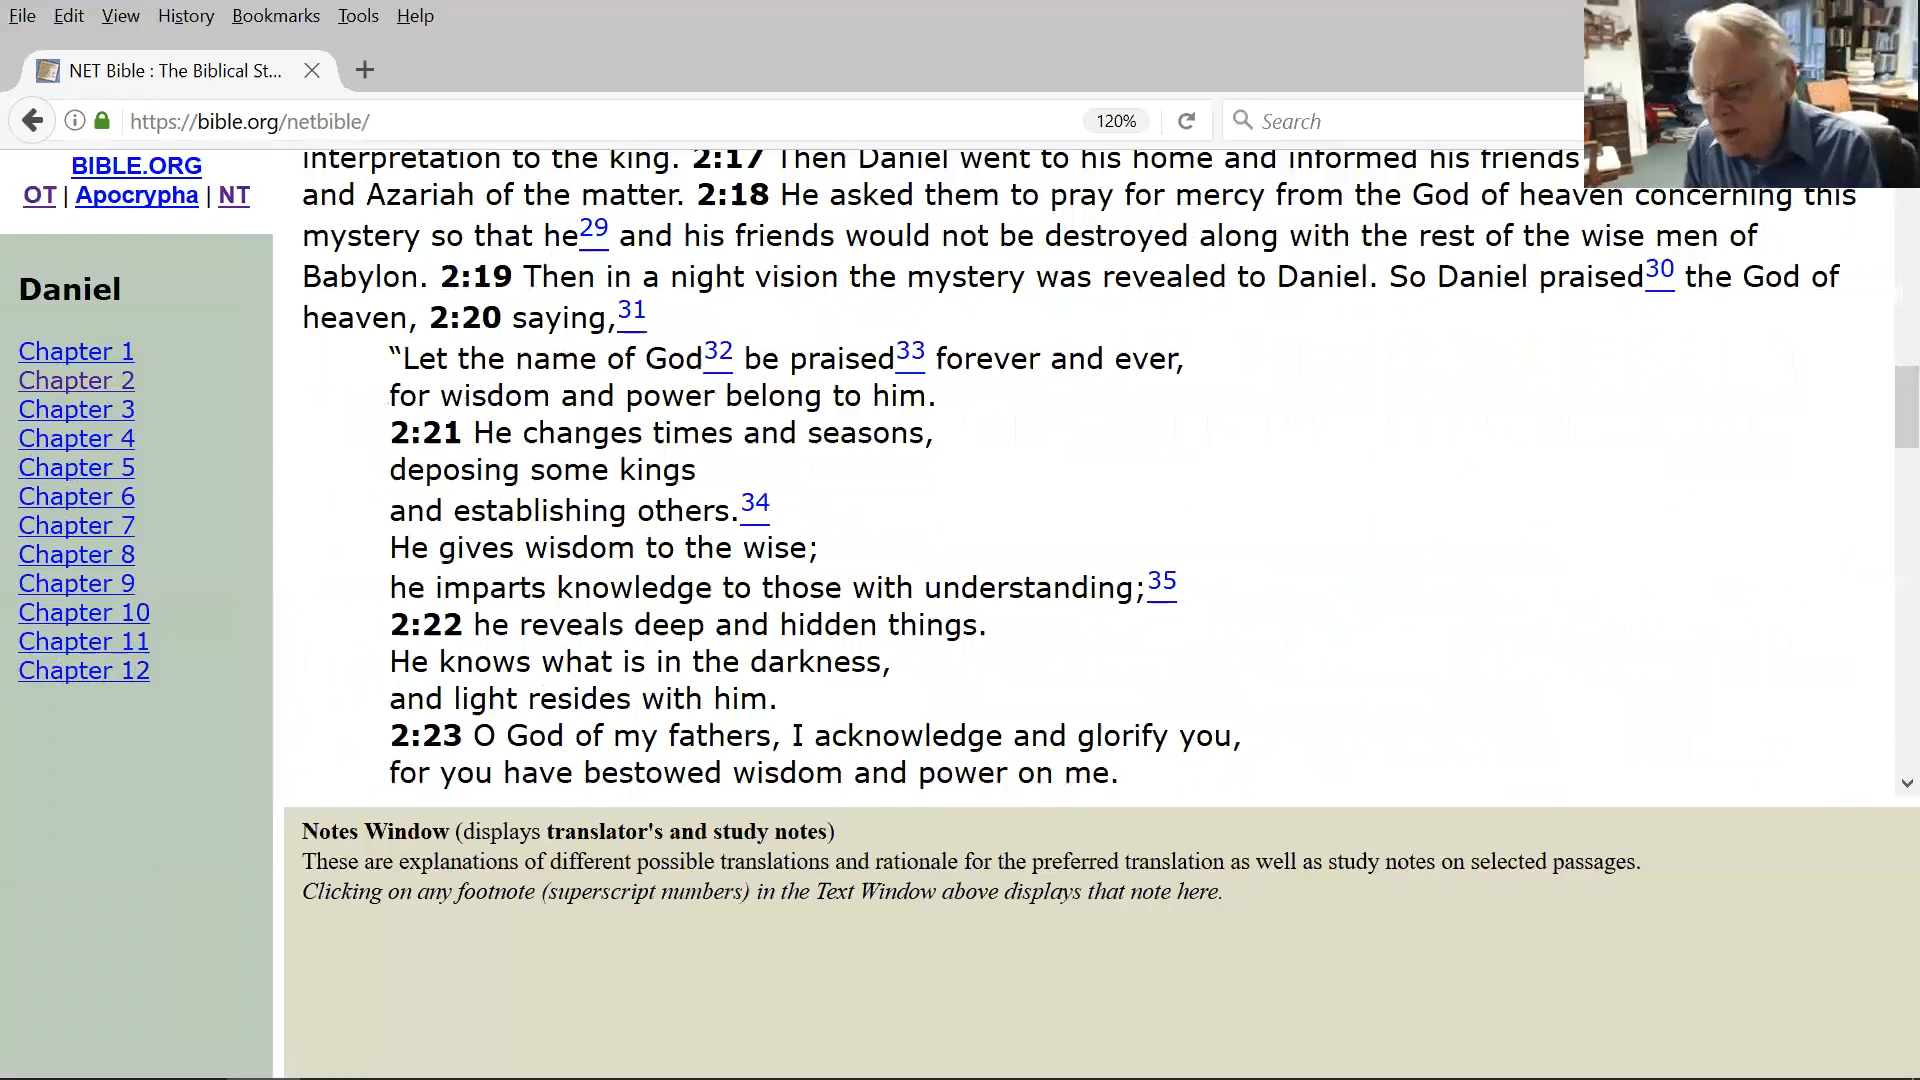 File Edit View History Bookmarks Tools Help
NET Bible : The Biblical St...
https://bible.org/netbible/ 120% Search
BIBLE.ORG
OT | Apocrypha | NT
Daniel
Chapter 1
Chapter 2
Chapter 3
Chapter 4
Chapter 5
Chapter 6
Chapter 7
Chapter 8
Chapter 9
Chapter 10
Chapter 11
Chapter 12
interpretation to the king. 2:17 Then Daniel went to his home and informed his friends
and Azariah of the matter. 2:18 He asked them to pray for mercy from the God of heaven concerning this
mystery so that he29 and his friends would not be destroyed along with the rest of the wise men of
Babylon. 2:19 Then in a night vision the mystery was revealed to Daniel. So Daniel praised30 the God of
heaven, 2:20 saying,31
“Let the name of God32 be praised33 forever and ever,
for wisdom and power belong to him.
2:21 He changes times and seasons,
deposing some kings
and establishing others.34
He gives wisdom to the wise;
he imparts knowledge to those with understanding;35
2:22 he reveals deep and hidden things.
He knows what is in the darkness,
and light resides with him.
2:23 O God of my fathers, I acknowledge and glorify you,
for you have bestowed wisdom and power on me.
Notes Window (displays translator's and study notes)
These are explanations of different possible translations and rationale for the preferred translation as well as study notes on selected passages.
Clicking on any footnote (superscript numbers) in the Text Window above displays that note here.